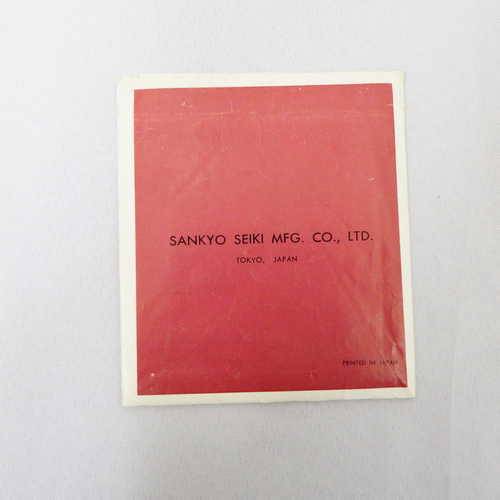 SANKYO SEIKI MFG. CO., LTD.
TOKYO, JAPAN
PRINTED IN JAPAN